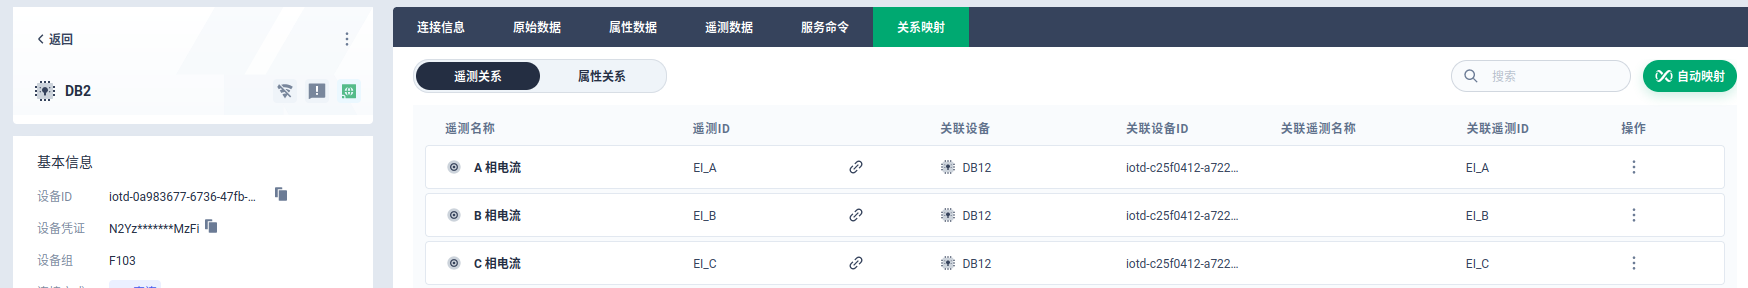 返回
DB2
基本信息
设备ID iotd-0a983677-6736-47fb-...
设备凭证 N2Yz*******MzFi
设备组 F103
连接信息 原始数据 属性数据 遥测数据 服务命令 关系映射
遥测关系 属性关系 搜索 自动映射
遥测名称 遥测ID 关联设备 关联设备ID 关联遥测名称 关联遥测ID 操作
A 相电流 EI_A DB12 iotd-c25f0412-a722... EI_A
B 相电流 EI_B DB12 iotd-c25f0412-a722... EI_B
C 相电流 EI_C DB12 iotd-c25f0412-a722... EI_C